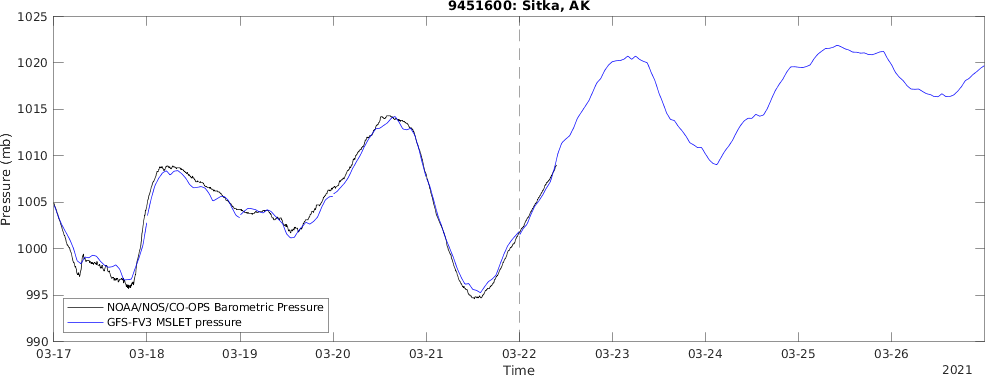 9451600: Sitka, AK
Pressure (mb)
1025
1020
1015
1010
1005
1000
995
990
NOAA/NOS/CO-OPS Barometric Pressure
GFS-FV3 MSLET pressure
03-17 03-18 03-19 03-20 03-21 03-22 03-23 03-24 03-25 03-26
Time
2021